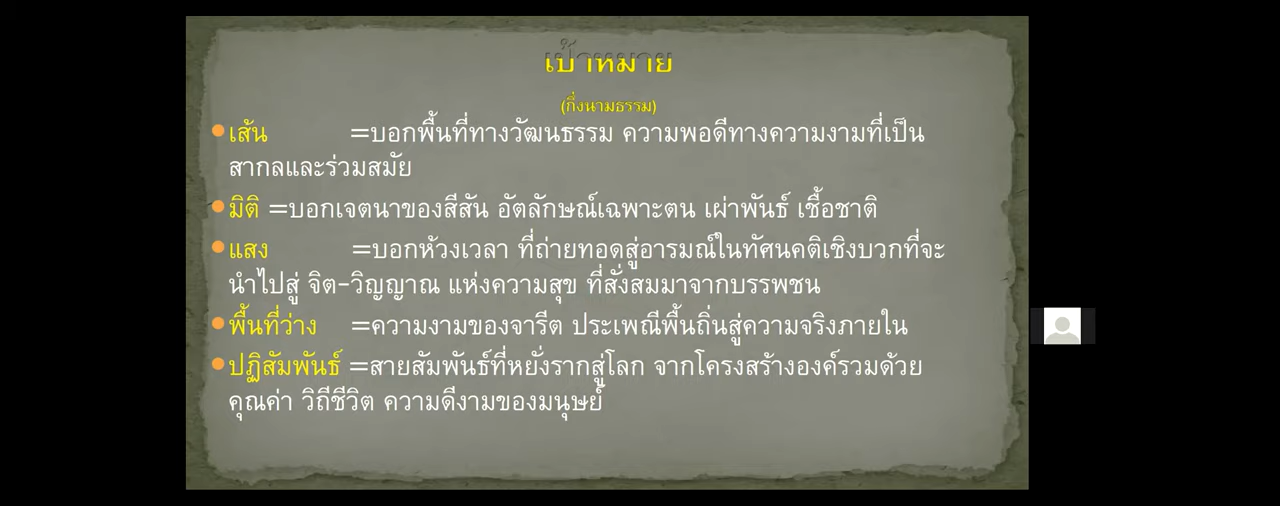 เป้าหมาย
(กึ่งนามธรรม)
เส้น =บอกพื้นที่ทางวัฒนธรรม ความพอดีทางความงามที่เป็น
สากลและร่วมสมัย
มิติ =บอกเจตนาของสีสัน อัตลักษณ์เฉพาะตน เผ่าพันธ์ เชื้อชาติ
แสง =บอกห้วงเวลา ที่ถ่ายทอดสู่อารมณ์ในทัศนคติเชิงบวกที่จะ
นำไปสู่ จิต-วิญญาณ แห่งความสุข ที่สั่งสมมาจากบรรพชน
พื้นที่ว่าง =ความงามของจารีต ประเพณีพื้นถิ่นสู่ความจริงภายใน
ปฏิสัมพันธ์ =สายสัมพันธ์ที่หยั่งรากสู่โลก จากโครงสร้างองค์รวมด้วย
คุณค่า วิถีชีวิต ความดีงามของมนุษย์